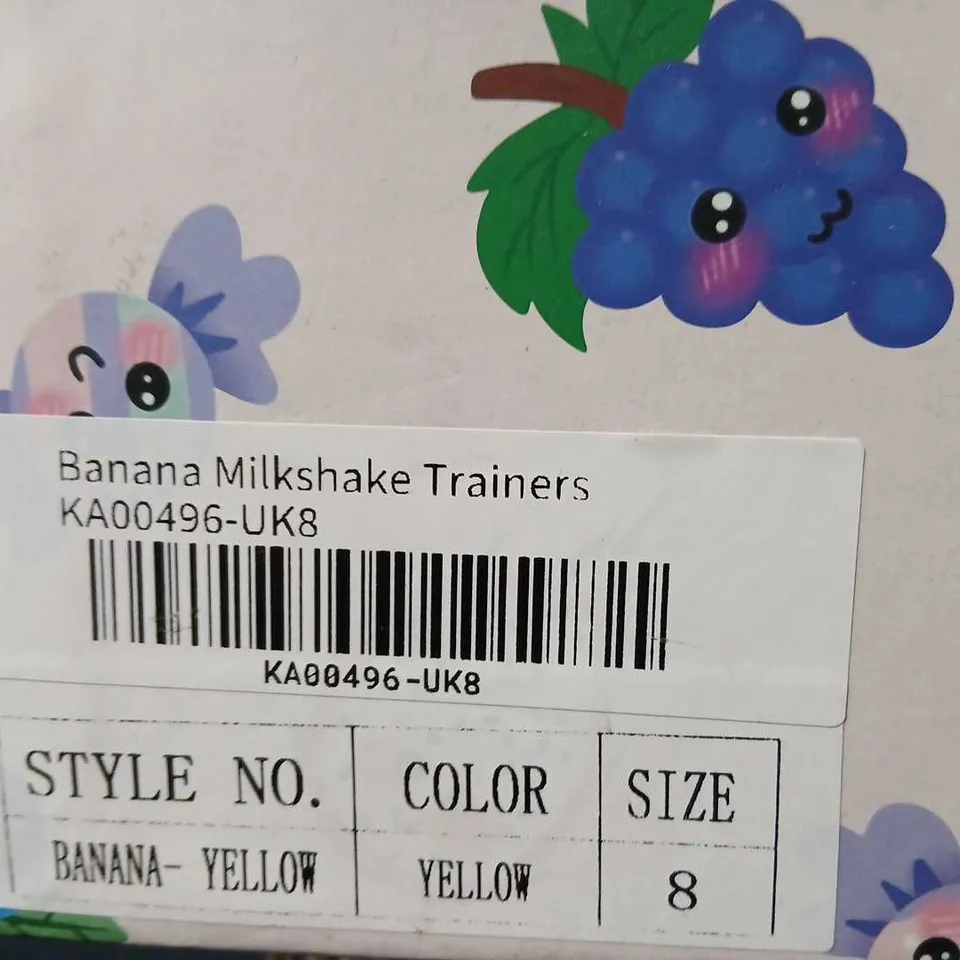 Banana Milkshake Trainers
KA00496-UK8
KA00496-UK8
STYLE NO. COLOR SIZE
BANANA- YELLOW YELLOW 8